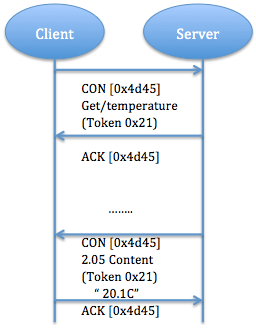 Client
Server
CON [0x4d45]
Get/temperature
(Token 0x21)
ACK [0x4d45]
........
CON [0x4d45]
2.05 Content
(Token 0x21)
“ 20.1C”
ACK [0x4d45]